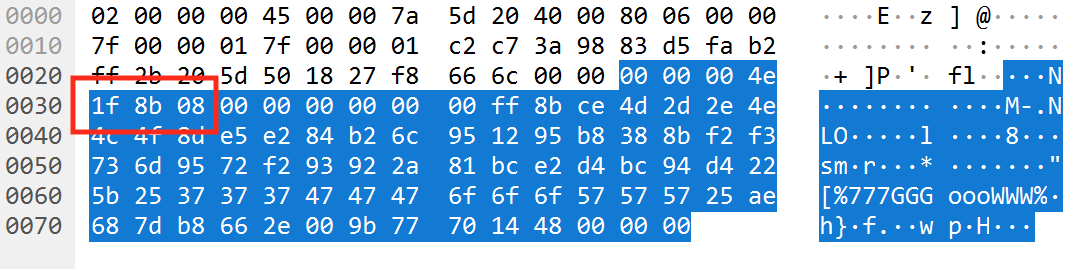 0000 02 00 00 00 45 00 00 7a 5d 20 40 00 80 06 00 00 ····E··z] @·····
0010 7f 00 00 01 7f 00 00 01 c2 c7 3a 98 83 d5 fa b2 ··········:·····
0020 ff 2b 20 5d 50 18 27 f8 66 6c 00 00 00 00 00 4e ·+ ]P·'·fl·····N
0030 1f 8b 08 00 00 00 00 00 00 ff 8b ce 4d 2d 2e 4e ············M-.N
0040 4c 4f 8d e5 e2 84 b2 6c 95 12 95 b8 38 8b f2 f3 LO·····l····8···
0050 73 6d 95 72 f2 93 92 2a 81 bc e2 d4 bc 94 d4 22 sm·r···*·······"
0060 5b 25 37 37 37 47 47 47 6f 6f 6f 57 57 57 25 ae [%777GGGoooWWW%·
0070 68 7d b8 66 2e 00 9b 77 70 14 48 00 00 00 h}·f.··wp·H···